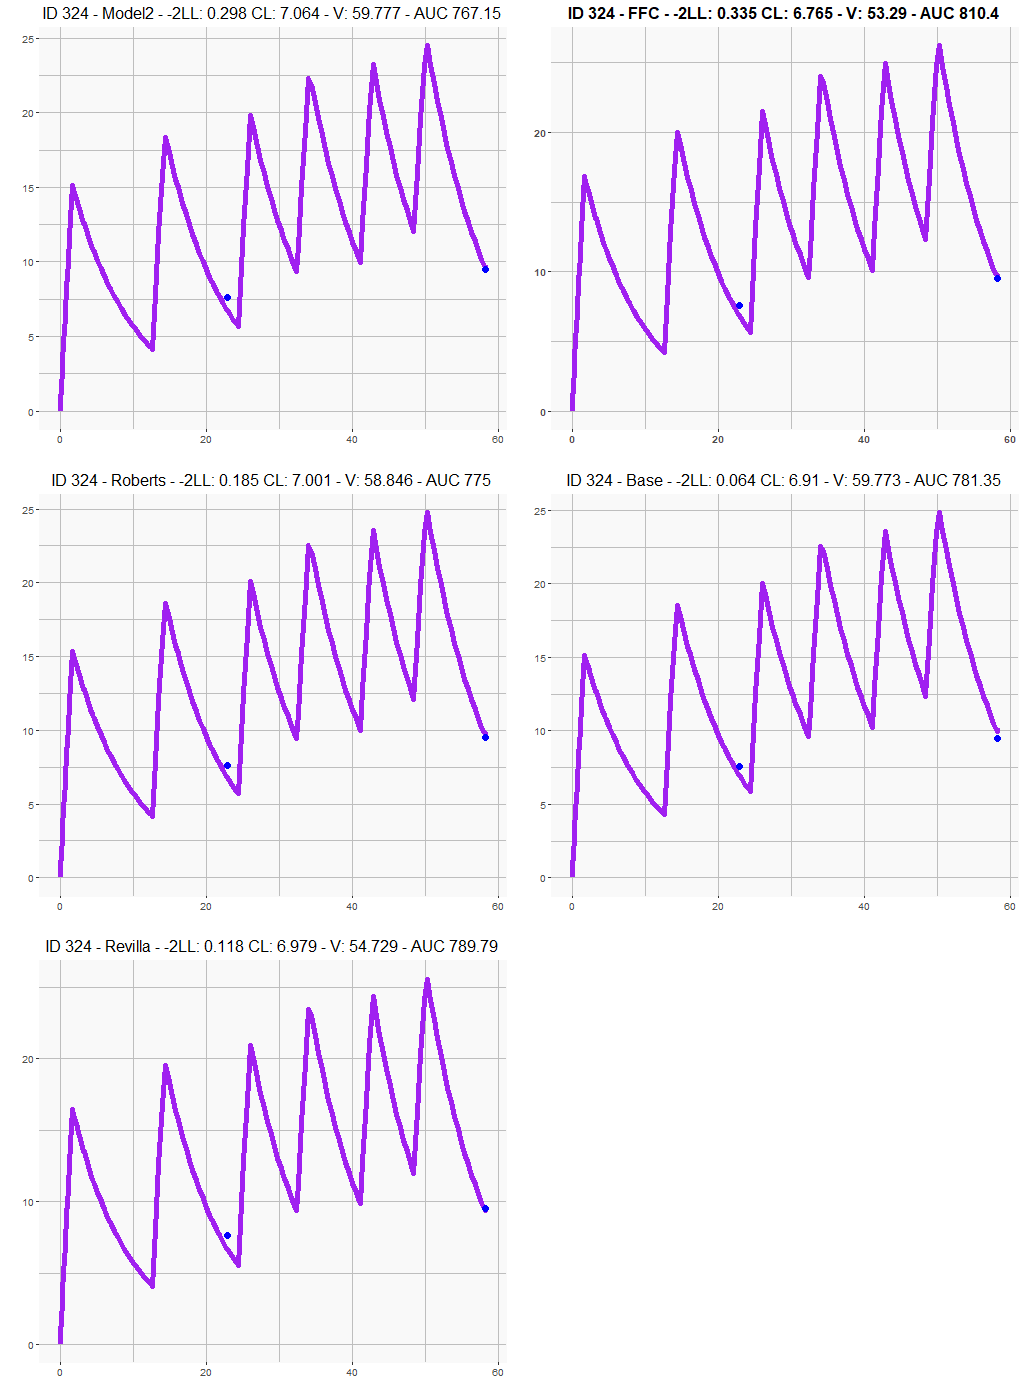 ID 324 - Model2 - -2LL: 0.298 CL: 7.064 - V: 59.777 - AUC 767.15
25
20
15
10
5
0
0 20 40 60
ID 324 - FFC - -2LL: 0.335 CL: 6.765 - V: 53.29 - AUC 810.4
20
10
0
0 20 40 60
ID 324 - Roberts - -2LL: 0.185 CL: 7.001 - V: 58.846 - AUC 775
25
20
15
10
5
0
0 20 40 60
ID 324 - Base - -2LL: 0.064 CL: 6.91 - V: 59.773 - AUC 781.35
25
20
15
10
5
0
0 20 40 60
ID 324 - Revilla - -2LL: 0.118 CL: 6.979 - V: 54.729 - AUC 789.79
20
10
0
0 20 40 60